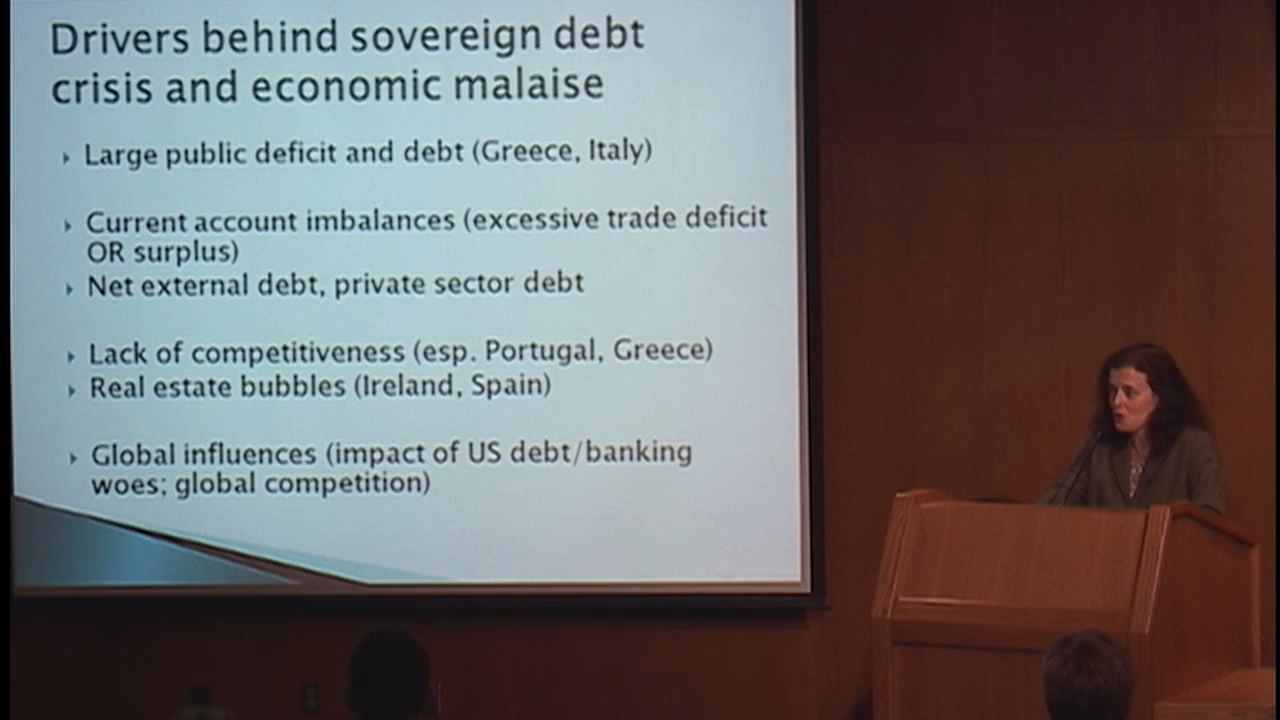 Drivers behind sovereign debt
crisis and economic malaise
Large public deficit and debt (Greece, Italy)
Current account imbalances (excessive trade deficit
OR surplus)
Net external debt, private sector debt
Lack of competitiveness (esp. Portugal, Greece)
Real estate bubbles (Ireland, Spain)
Global influences (impact of US debt/banking
woes; global competition)